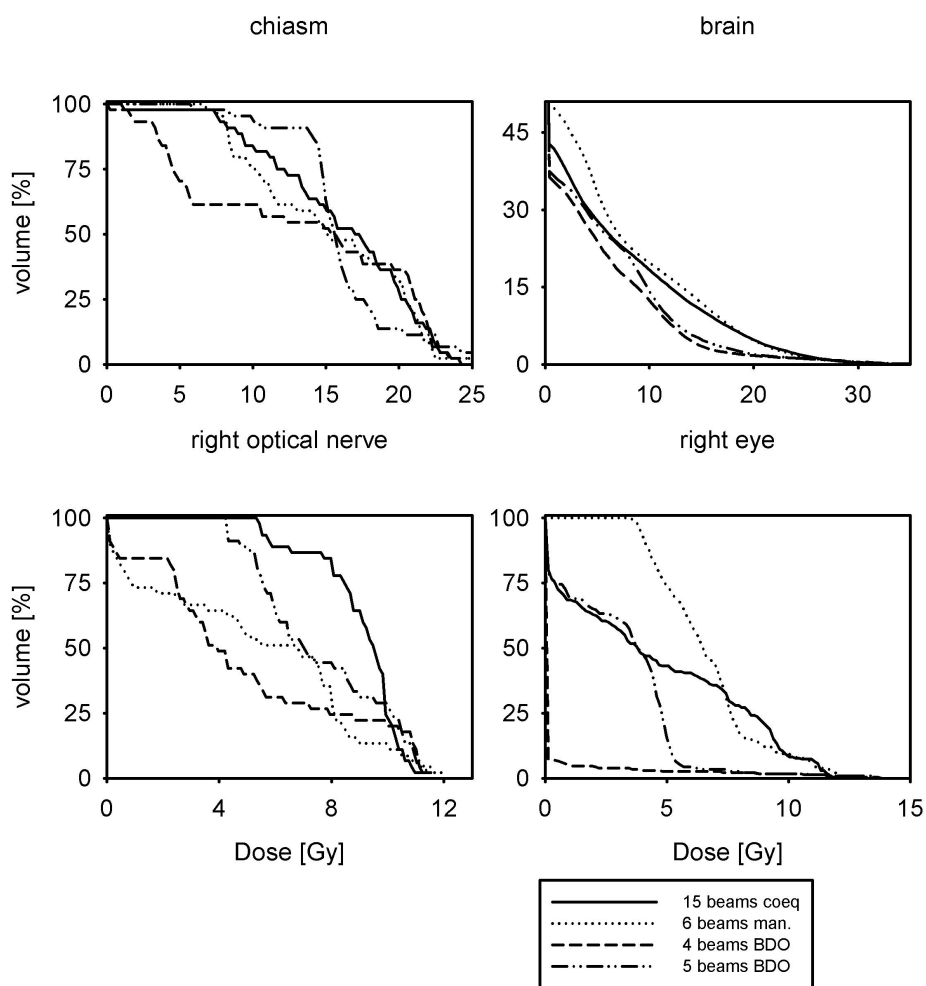 chiasm brain
volume [%]
100
75
50
25
0
0 5 10 15 20 25
45
30
15
0
0 10 20 30
right optical nerve right eye
volume [%]
100
75
50
25
0
0 4 8 12
Dose [Gy]
100
75
50
25
0
0 5 10 15
Dose [Gy]
15 beams coeq
6 beams man.
4 beams BDO
5 beams BDO